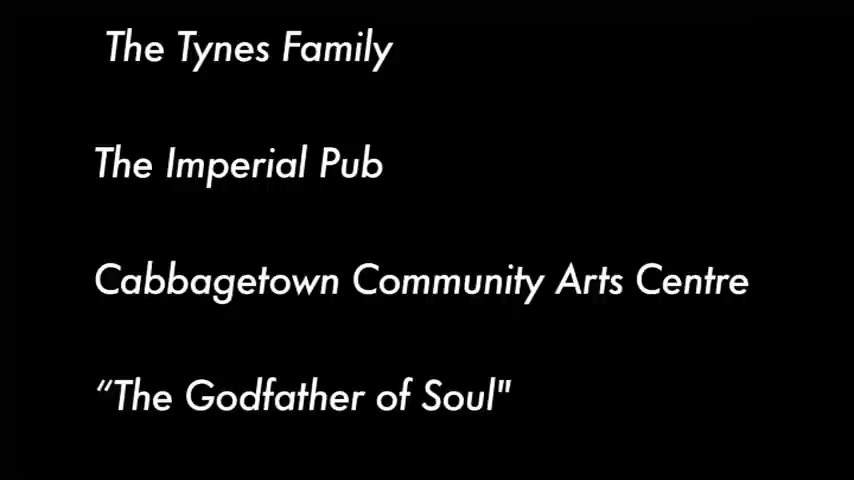 The Tynes Family
The Imperial Pub
Cabbagetown Community Arts Centre
“The Godfather of Soul"